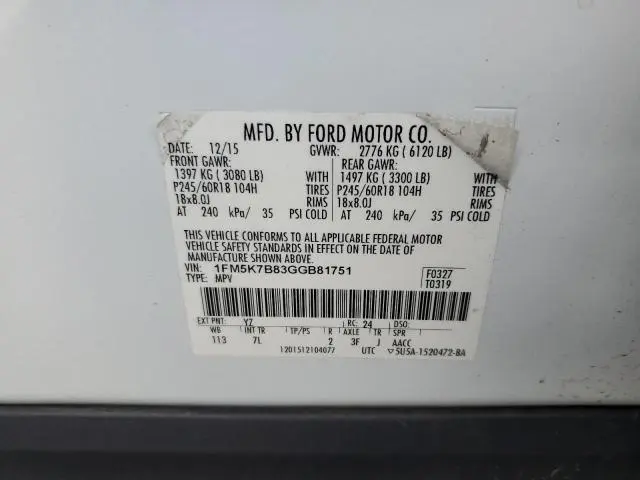 MFD. BY FORD MOTOR CO.
DATE: 12/15 GVWR: 2776 KG ( 6120 LB)
FRONT GAWR: REAR GAWR:
1397 KG ( 3080 LB) WITH 1497 KG ( 3300 LB) WITH
P245/60R18 104H TIRES P245/60R18 104H TIRES
18x8.0J RIMS 18x8.0J RIMS
AT 240 kPa/ 35 PSI COLD AT 240 kPa/ 35 PSI COLD
THIS VEHICLE CONFORMS TO ALL APPLICABLE FEDERAL MOTOR
VEHICLE SAFETY STANDARDS IN EFFECT ON THE DATE OF
MANUFACTURE SHOWN ABOVE.
VIN: 1FM5K7B83GGB81751 F0327
TYPE: MPV T0319
EXT PNT: Y7 RC: 24 DSO:
WB INT TR TP/PS R AXLE TR SPR
113 7L 2 3F J AACC
1201512104077 UTC ▽5U5A-1520472-BA